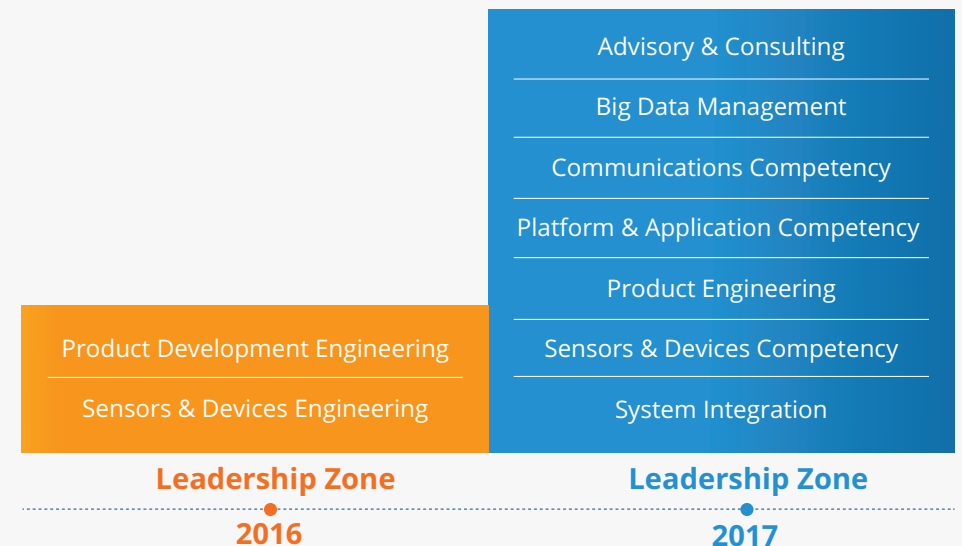 Advisory & Consulting
Big Data Management
Communications Competency
Platform & Application Competency
Product Engineering
Product Development Engineering
Sensors & Devices Competency
Sensors & Devices Engineering
System Integration
Leadership Zone
Leadership Zone
2016
2017